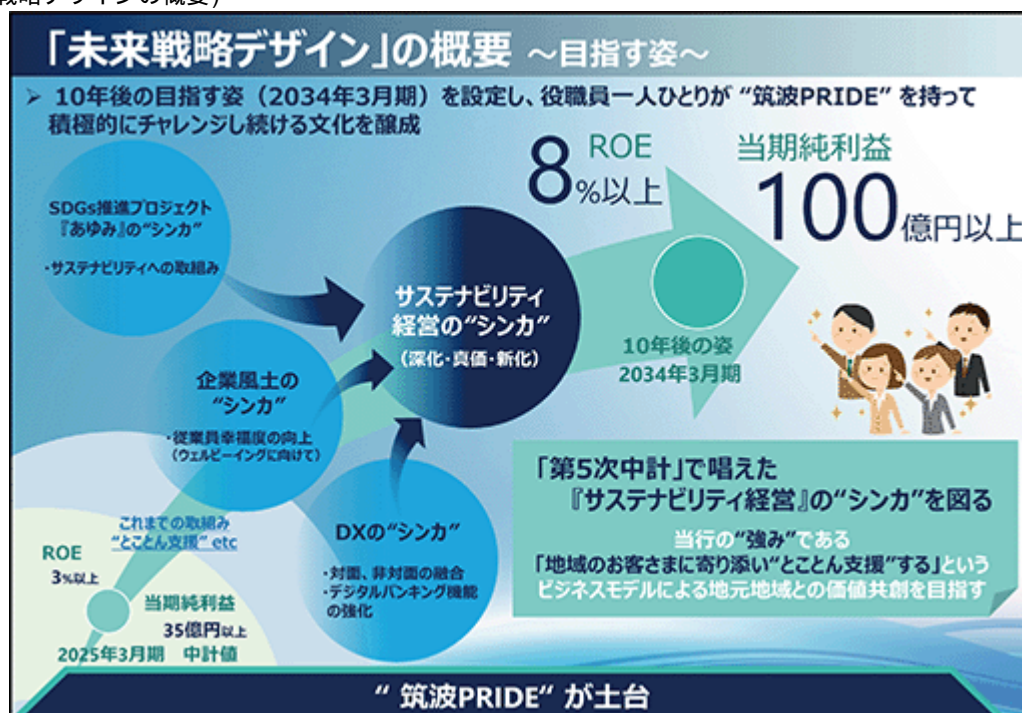 戦略デザインの概要)
「未来戦略デザイン」の概要 ～目指す姿～
➢ 10年後の目指す姿（2034年3月期）を設定し、役職員一人ひとりが “筑波PRIDE” を持って
積極的にチャレンジし続ける文化を醸成
8%以上
ROE
当期純利益
100億円以上
SDGs推進プロジェクト
『あゆみ』の“シンカ”
・サステナビリティへの取組み
サステナビリティ
経営の“シンカ”
（深化・真価・新化）
10年後の姿
2034年3月期
企業風土の
“シンカ”
・従業員幸福度の向上
（ウェルビーイングに向けて）
DXの“シンカ”
・対面、非対面の融合
・デジタルバンキング機能
の強化
これまでの取組み
“とことん支援” etc
ROE
3%以上
当期純利益
35億円以上
2025年3月期 中計値
「第5次中計」で唱えた
『サステナビリティ経営』の“シンカ”を図る
当行の“強み”である
「地域のお客さまに寄り添い“とことん支援”する」という
ビジネスモデルによる地元地域との価値共創を目指す
“ 筑波PRIDE“ が土台